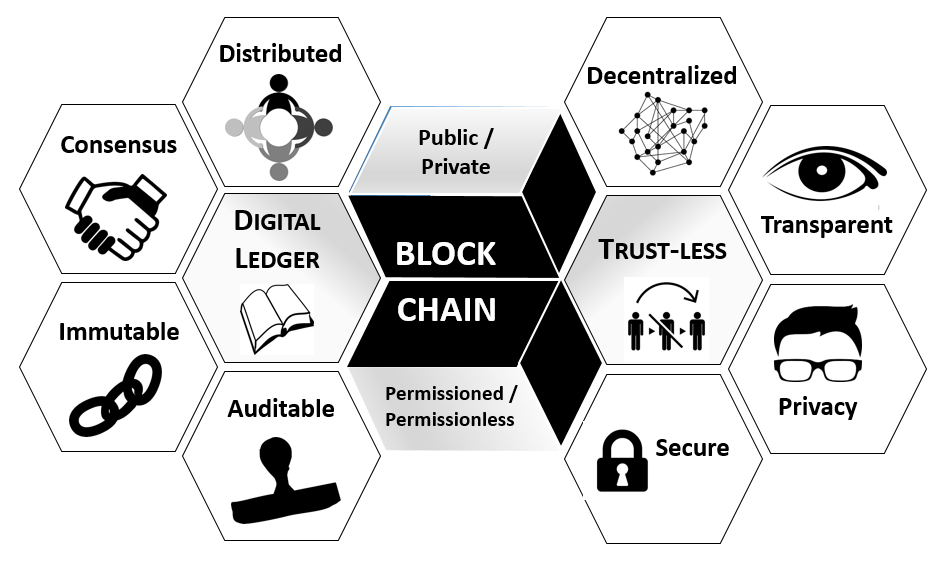 Distributed
Consensus
DIGITAL
LEDGER
Immutable
Auditable
Public /
Private
BLOCK
CHAIN
Permissioned /
Permissionless
Decentralized
Transparent
TRUST-LESS
Privacy
Secure